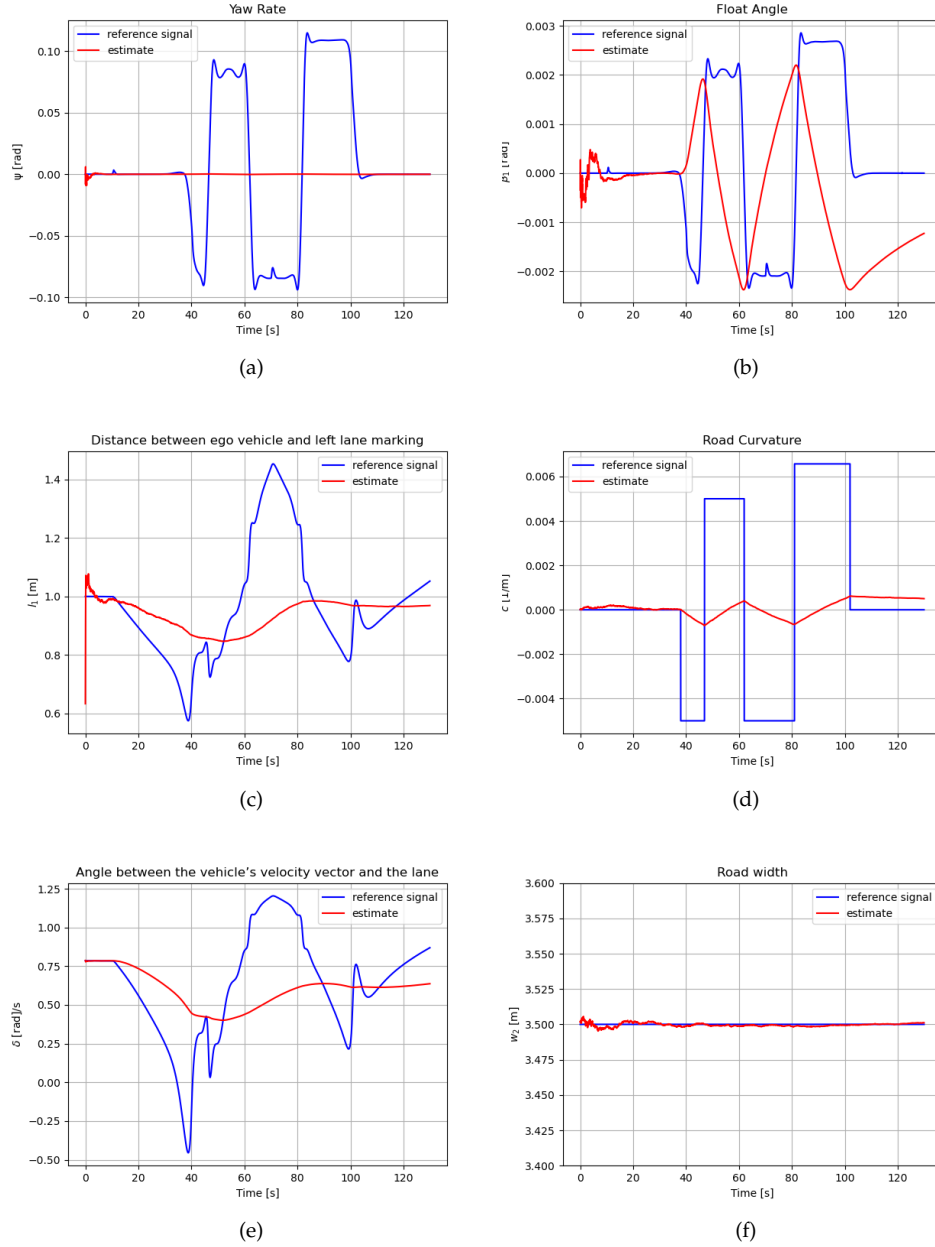 Yaw Rate
reference signal
estimate
0.10
0.05
0.00
−0.05
−0.10
Ψ [rad]
0 20 40 60 80 100 120
Time [s]
(a)
Float Angle
reference signal
estimate
0.003
0.002
0.001
0.000
−0.001
−0.002
0 20 40 60 80 100 120
Time [s]
(b)
Distance between ego vehicle and left lane marking
reference signal
estimate
1.4
1.2
1.0
0.8
0.6
l₁ [m]
0 20 40 60 80 100 120
Time [s]
(c)
Road Curvature
reference signal
estimate
0.006
0.004
0.002
0.000
−0.002
−0.004
c [1/m]
0 20 40 60 80 100 120
Time [s]
(d)
Angle between the vehicle’s velocity vector and the lane
reference signal
estimate
1.25
1.00
0.75
0.50
0.25
0.00
−0.25
−0.50
δ [rad]/s
0 20 40 60 80 100 120
Time [s]
(e)
Road width
reference signal
estimate
3.600
3.575
3.550
3.525
3.500
3.475
3.450
3.425
3.400
w₂ [m]
0 20 40 60 80 100 120
Time [s]
(f)